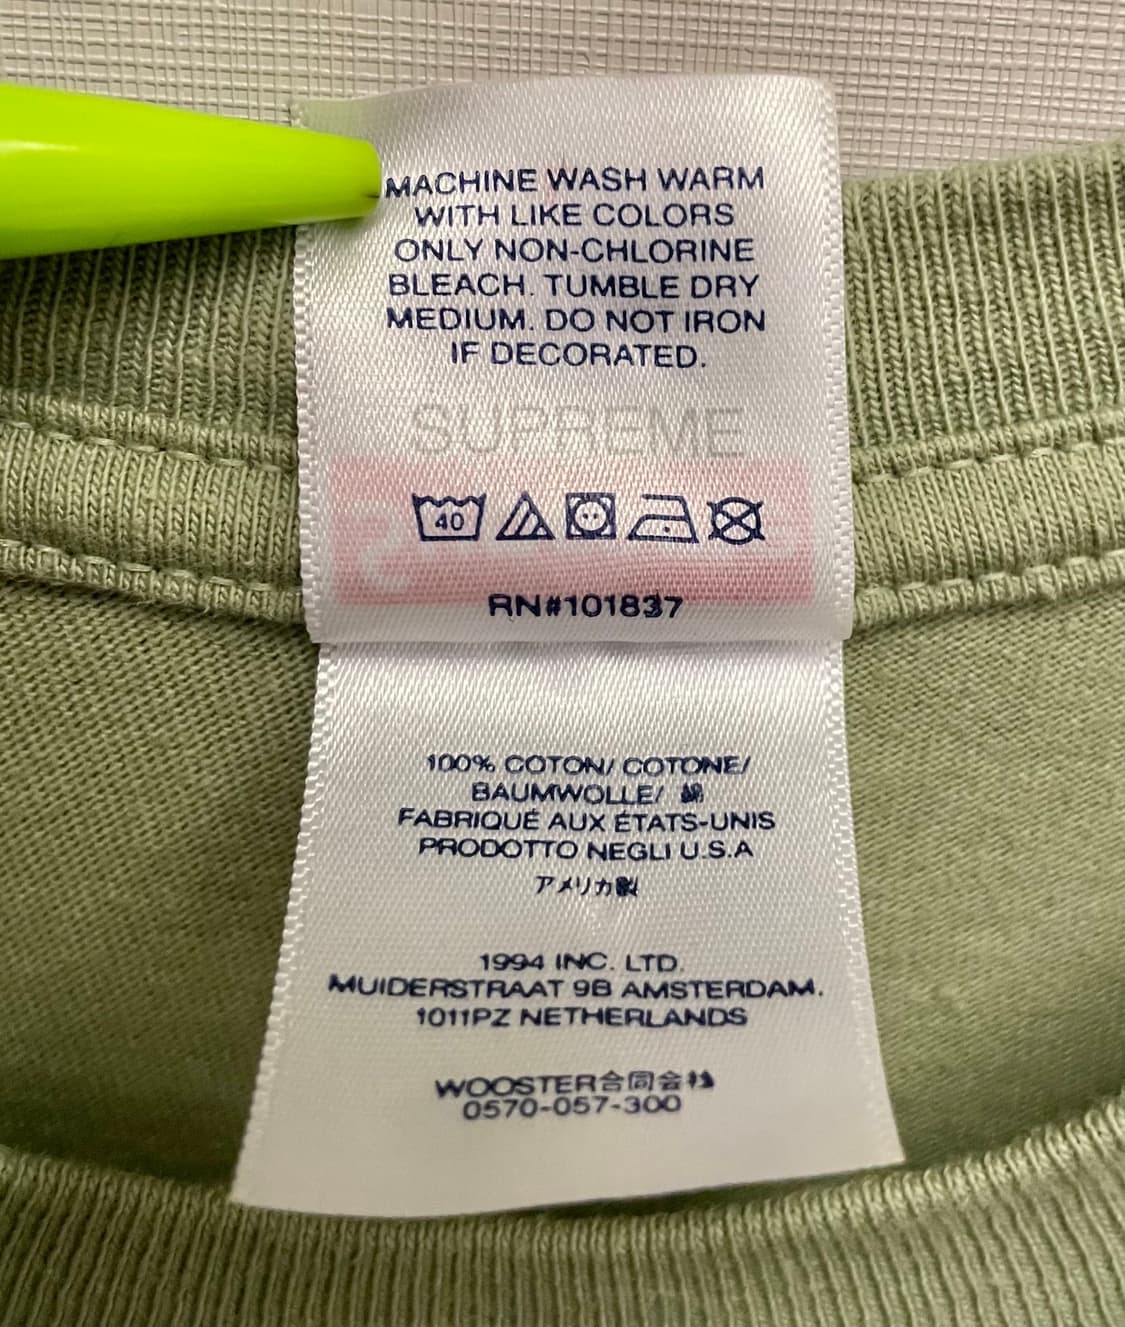 MACHINE WASH WARM
WITH LIKE COLORS
ONLY NON-CHLORINE
BLEACH. TUMBLE DRY
MEDIUM. DO NOT IRON
IF DECORATED.
SUPREME
40
RN#101837
100% COTON/ COTONE/
BAUMWOLLE/ 綿
FABRIQUÉ AUX ÉTATS-UNIS
PRODOTTO NEGLI U.S.A
アメリカ製
1994 INC. LTD.
MUIDERSTRAAT 9B AMSTERDAM.
1011PZ NETHERLANDS
WOOSTER合同会社
0570-057-300